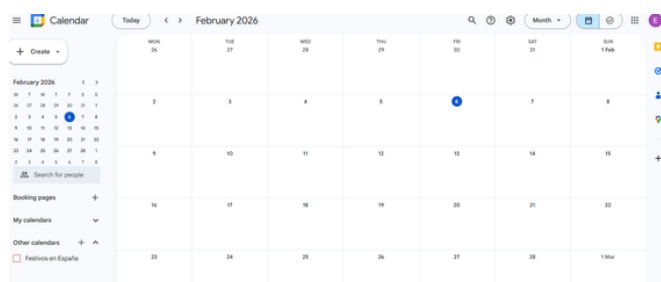 Calendar
Today
February 2026
Month
E
Create
February 2026
M T W T F S S
26 27 28 29 30 31 1
2 3 4 5 6 7 8
9 10 11 12 13 14 15
16 17 18 19 20 21 22
23 24 25 26 27 28 1
2 3 4 5 6 7 8
Search for people
Booking pages
My calendars
Other calendars
Festivos en España
MON TUE WED THU FRI SAT SUN
26 27 28 29 30 31 1 Feb
2 3 4 5 6 7 8
9 10 11 12 13 14 15
16 17 18 19 20 21 22
23 24 25 26 27 28 1 Mar